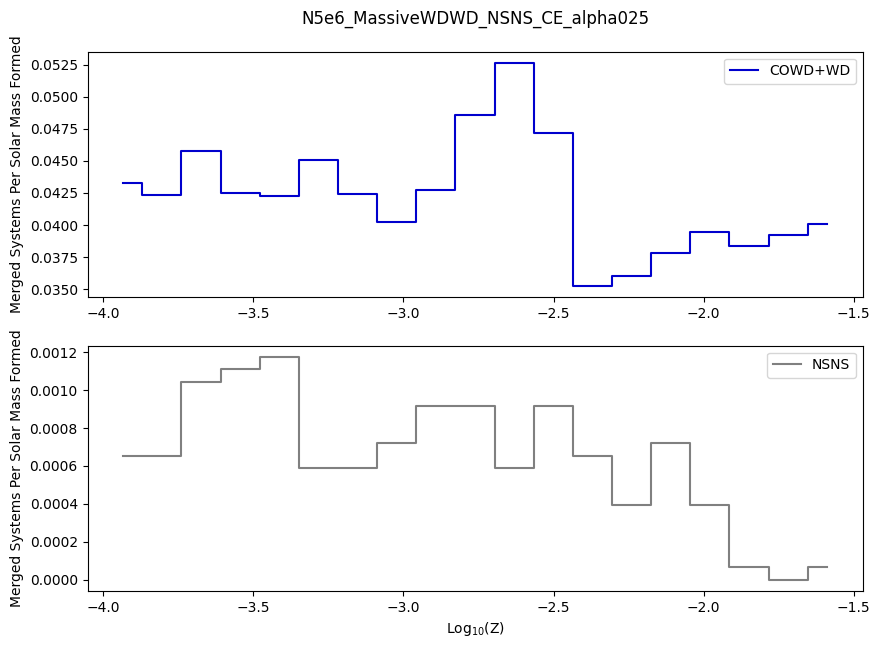 N5e6_MassiveWDWD_NSNS_CE_alpha025
Merged Systems Per Solar Mass Formed
0.0525
0.0500
0.0475
0.0450
0.0425
0.0400
0.0375
0.0350
COWD+WD
−4.0 −3.5 −3.0 −2.5 −2.0 −1.5
Merged Systems Per Solar Mass Formed
0.0012
0.0010
0.0008
0.0006
0.0004
0.0002
0.0000
NSNS
−4.0 −3.5 −3.0 −2.5 −2.0 −1.5
Log₁₀(Z)